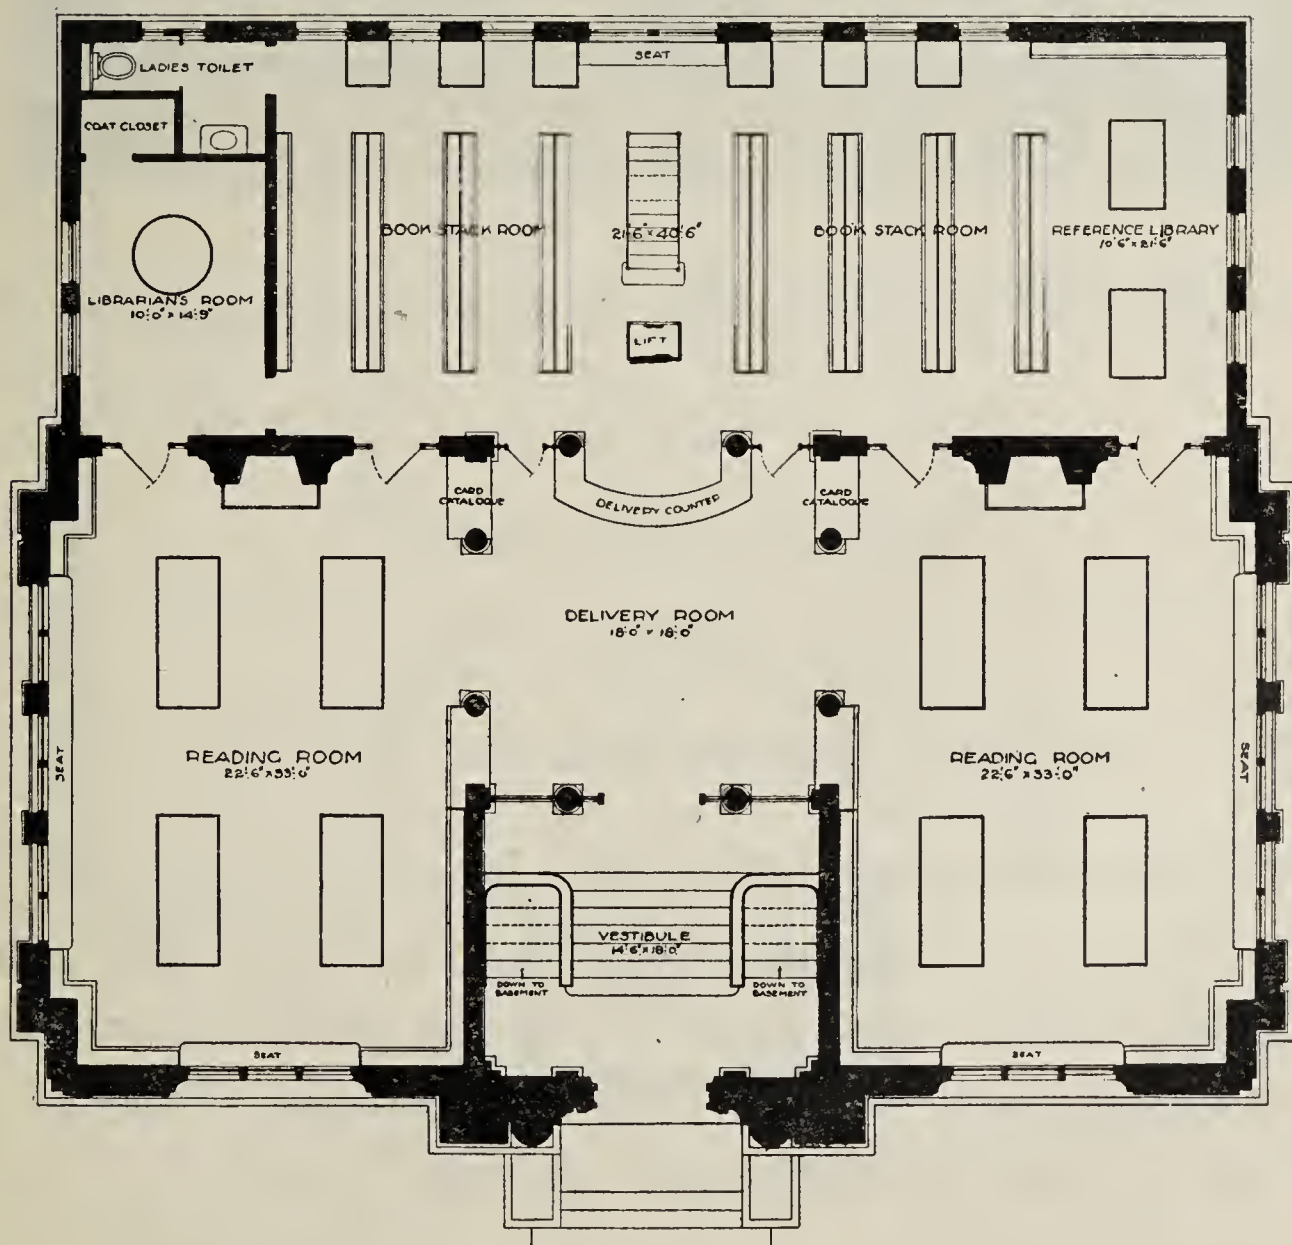 SEAT
LADIES TOILET
COAT CLOSET
BOOK STACK ROOM
21'-6" x 40'-6"
BOOK STACK ROOM
REFERENCE LIBRARY
10'6" x 21'-6"
LIBRARIAN'S ROOM
10'-0" x 14'-9"
LIFT
CARD
CATALOGUE
DELIVERY COUNTER
CARD
CATALOGUE
DELIVERY ROOM
18'-0" x 18'-0"
READING ROOM
22'-6" x 33'-0"
READING ROOM
22'-6" x 33'-0"
SEAT
SEAT
VESTIBULE
14'-6" x 18'-0"
DOWN TO
BASEMENT
DOWN TO
BASEMENT
SEAT
SEAT